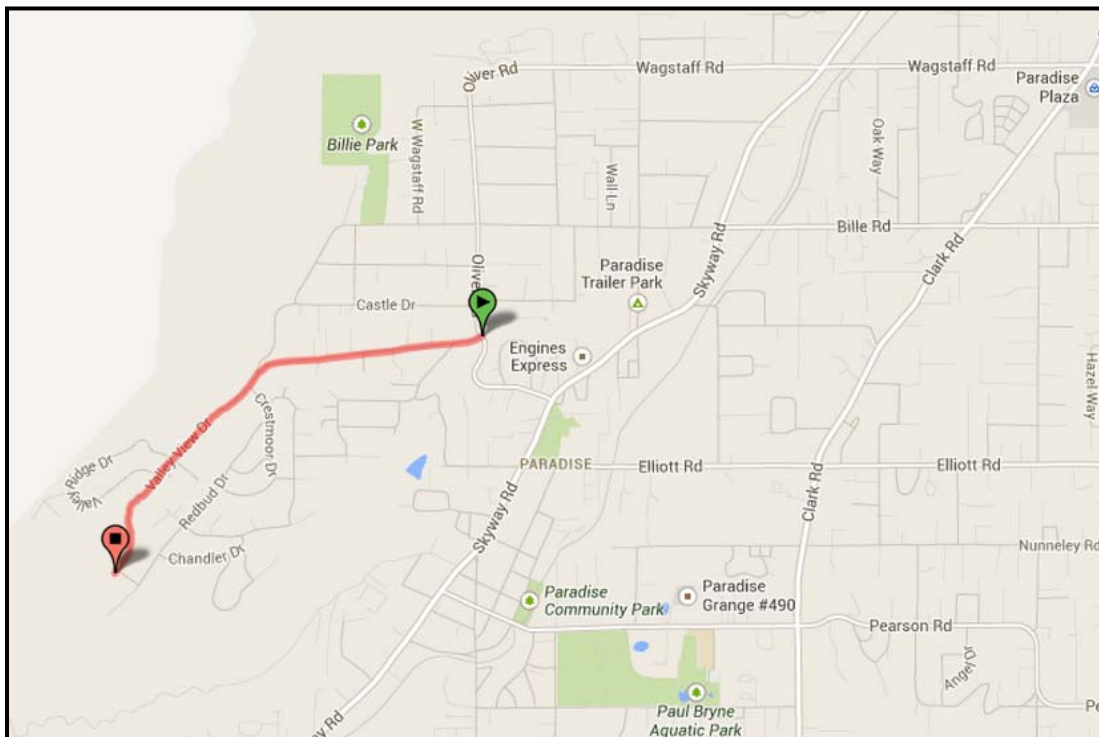 Oliver Rd
Wagstaff Rd
Wagstaff Rd
Paradise
Plaza
Billie Park
W Wagstaff Rd
Wall Ln
Oak Way
Bille Rd
Skyway Rd
Clark Rd
Paradise
Trailer Park
Castle Dr
Engines
Express
Hazel Way
Crestmoor Dr
Valley View Dr
PARADISE
Elliott Rd
Elliott Rd
Valley
Ridge Dr
Redbud Dr
Skyway Rd
Clark Rd
Chandler Dr
Nunneley Rd
Paradise
Community Park
Paradise
Grange #490
Pearson Rd
Angel Dr
Paul Bryne
Aquatic Park